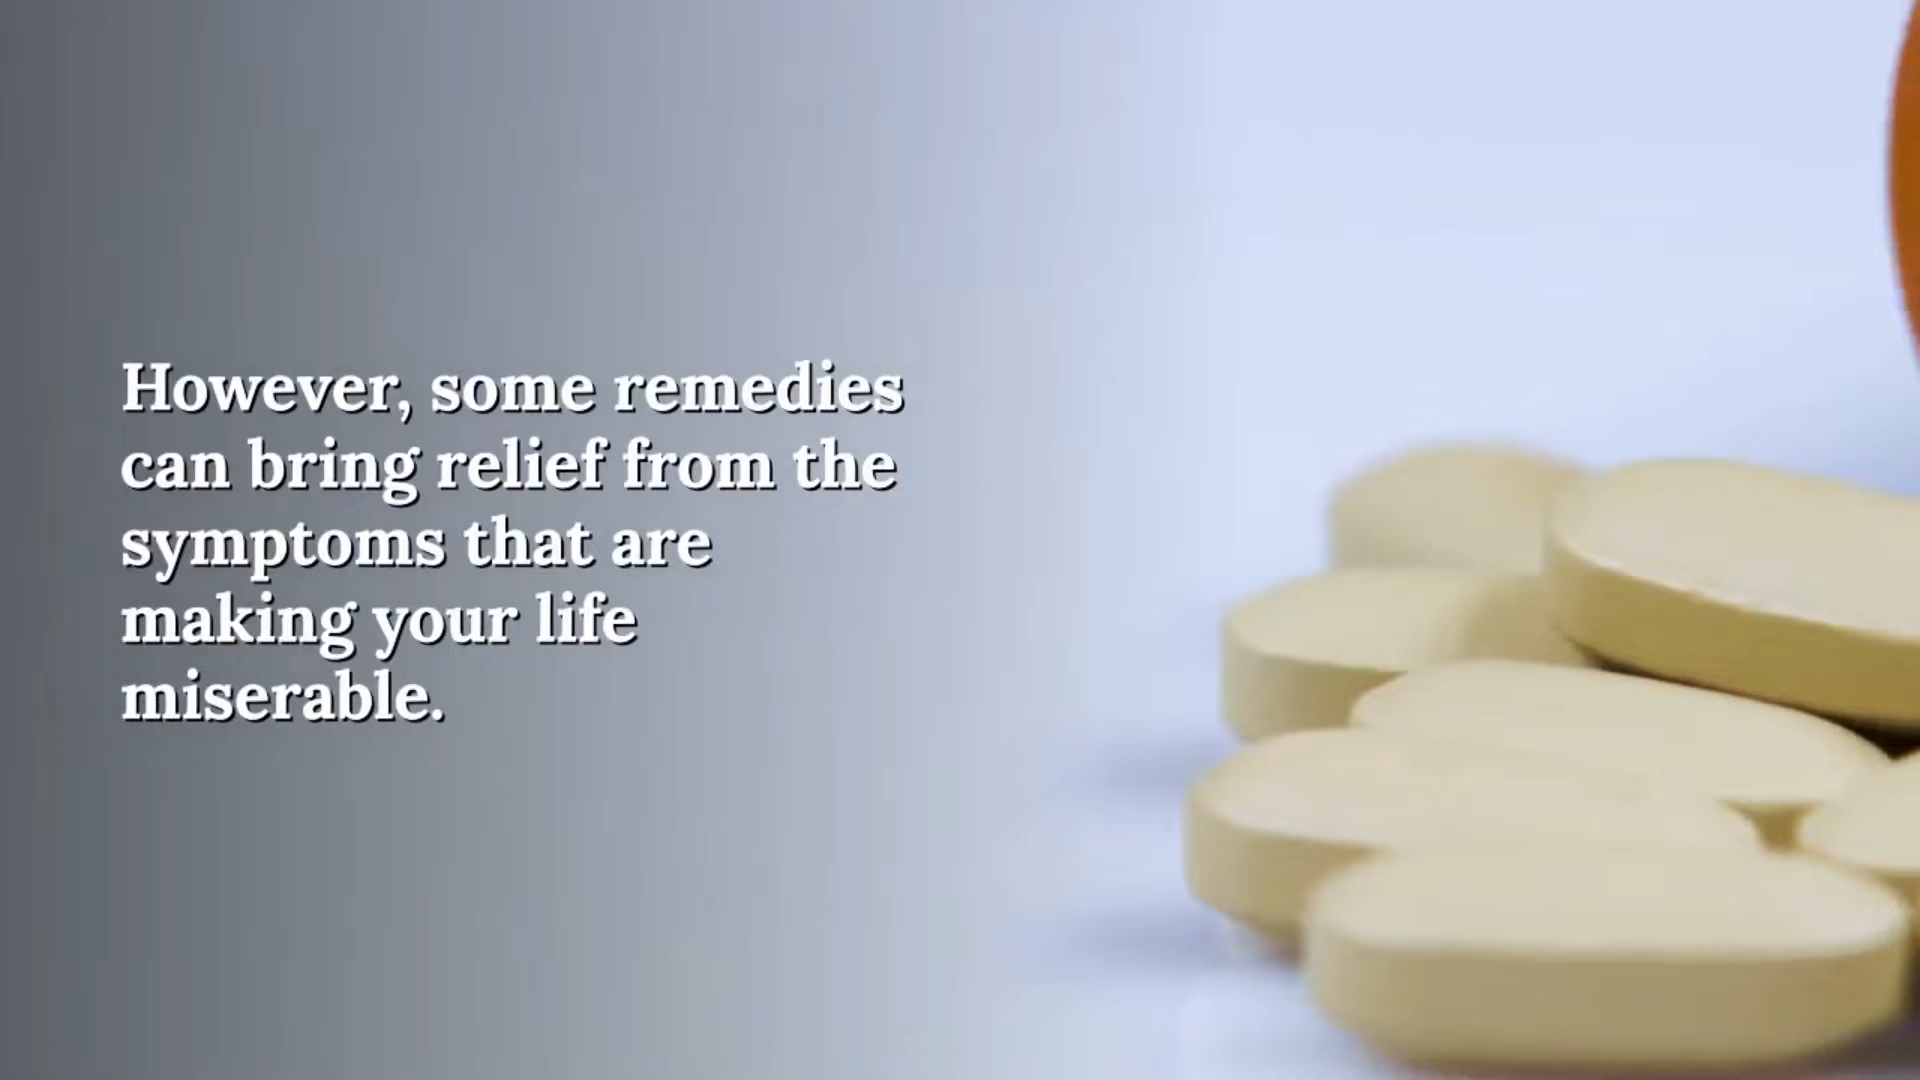 However, some remedies
can bring relief from the
symptoms that are
making your life
miserable.